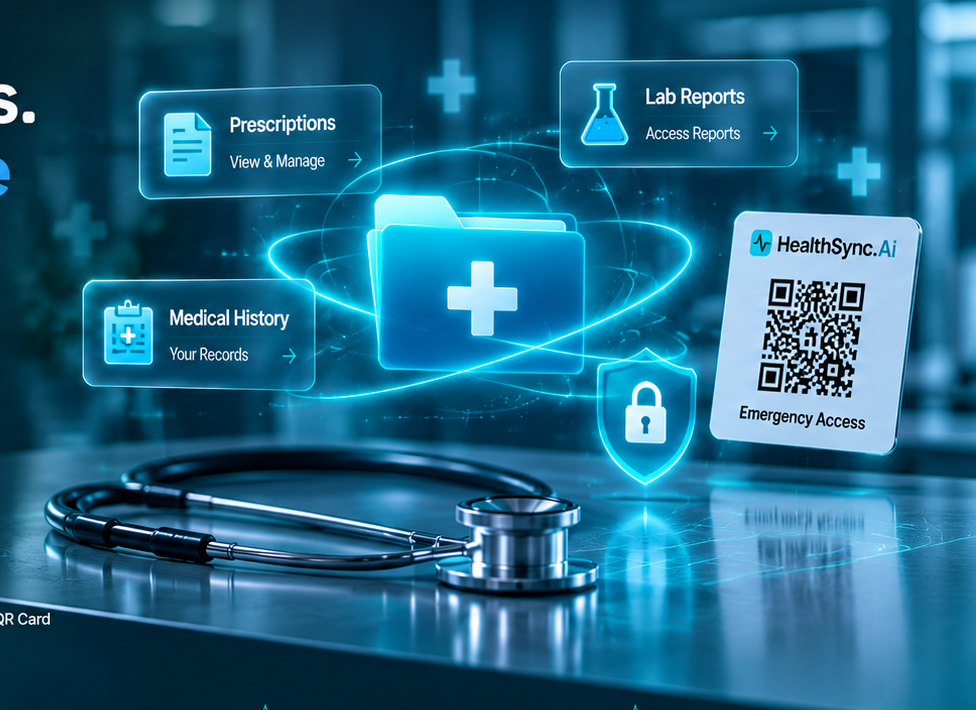 s.
e
Prescriptions
View & Manage
Lab Reports
Access Reports
HealthSync.Ai
Medical History
Your Records
Emergency Access
QR Card